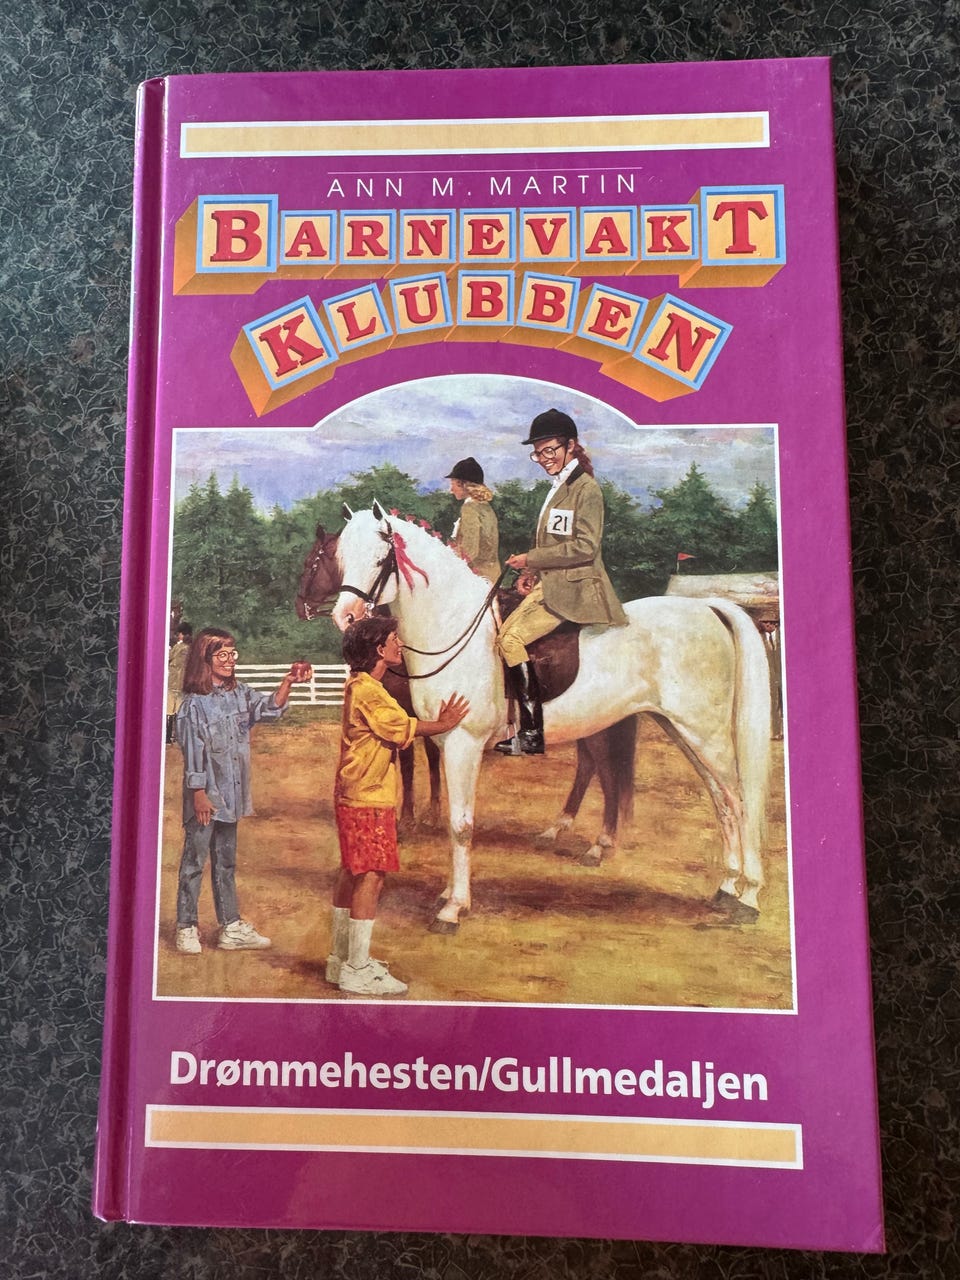 ANN M. MARTIN
BARNEVAKT
KLUBBEN
21
Drømmehesten/Gullmedaljen